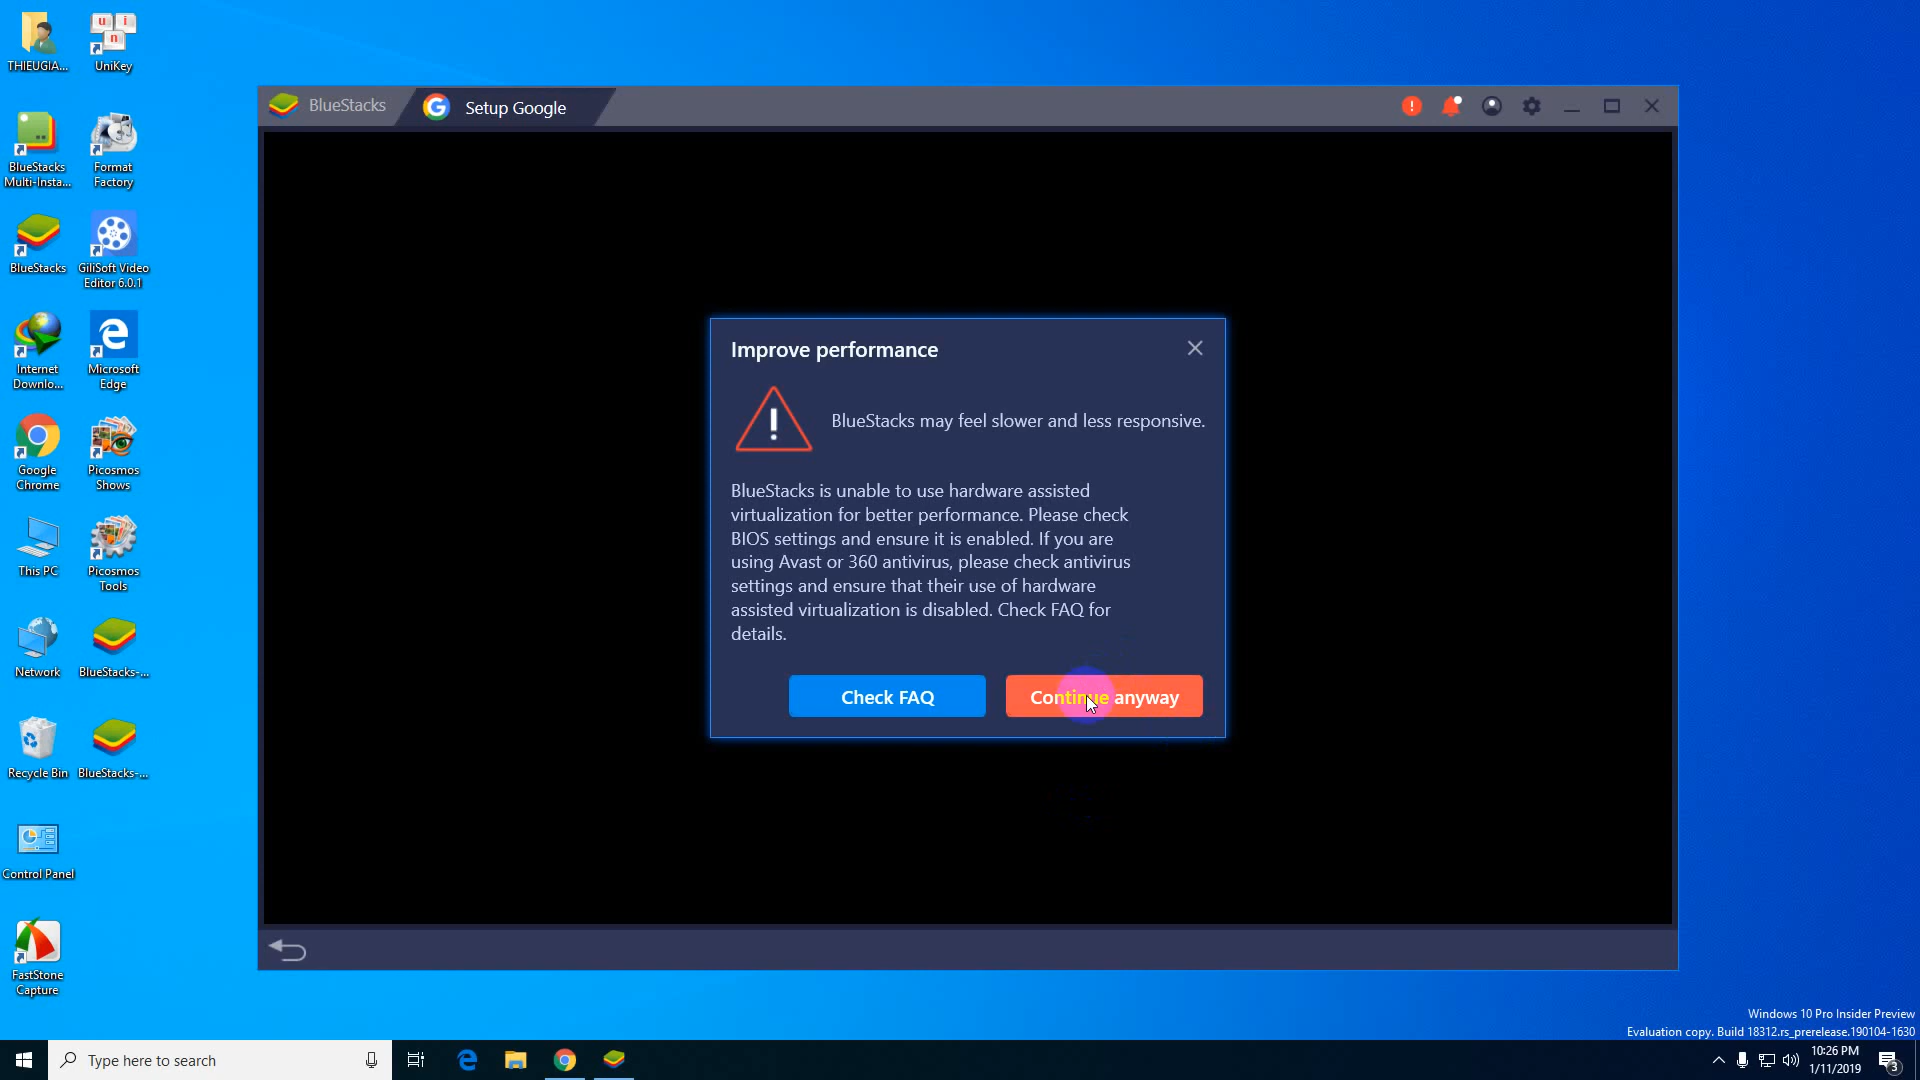 THIEUGIA...
UniKey
BlueStacks
Multi-Insta...
Format
Factory
BlueStacks
GiliSoft Video
Editor 6.0.1
Internet
Downlo...
Microsoft
Edge
Google
Chrome
Picosmos
Shows
This PC
Picosmos
Tools
Network
BlueStacks-...
Recycle Bin
BlueStacks-...
Control Panel
FastStone
Capture
BlueStacks
Setup Google
Improve performance
BlueStacks may feel slower and less responsive.
BlueStacks is unable to use hardware assisted
virtualization for better performance. Please check
BIOS settings and ensure it is enabled. If you are
using Avast or 360 antivirus, please check antivirus
settings and ensure that their use of hardware
assisted virtualization is disabled. Check FAQ for
details.
Check FAQ
Continue anyway
Windows 10 Pro Insider Preview
Evaluation copy. Build 18312.rs_prerelease.190104-1630
Type here to search
10:26 PM
1/11/2019
3